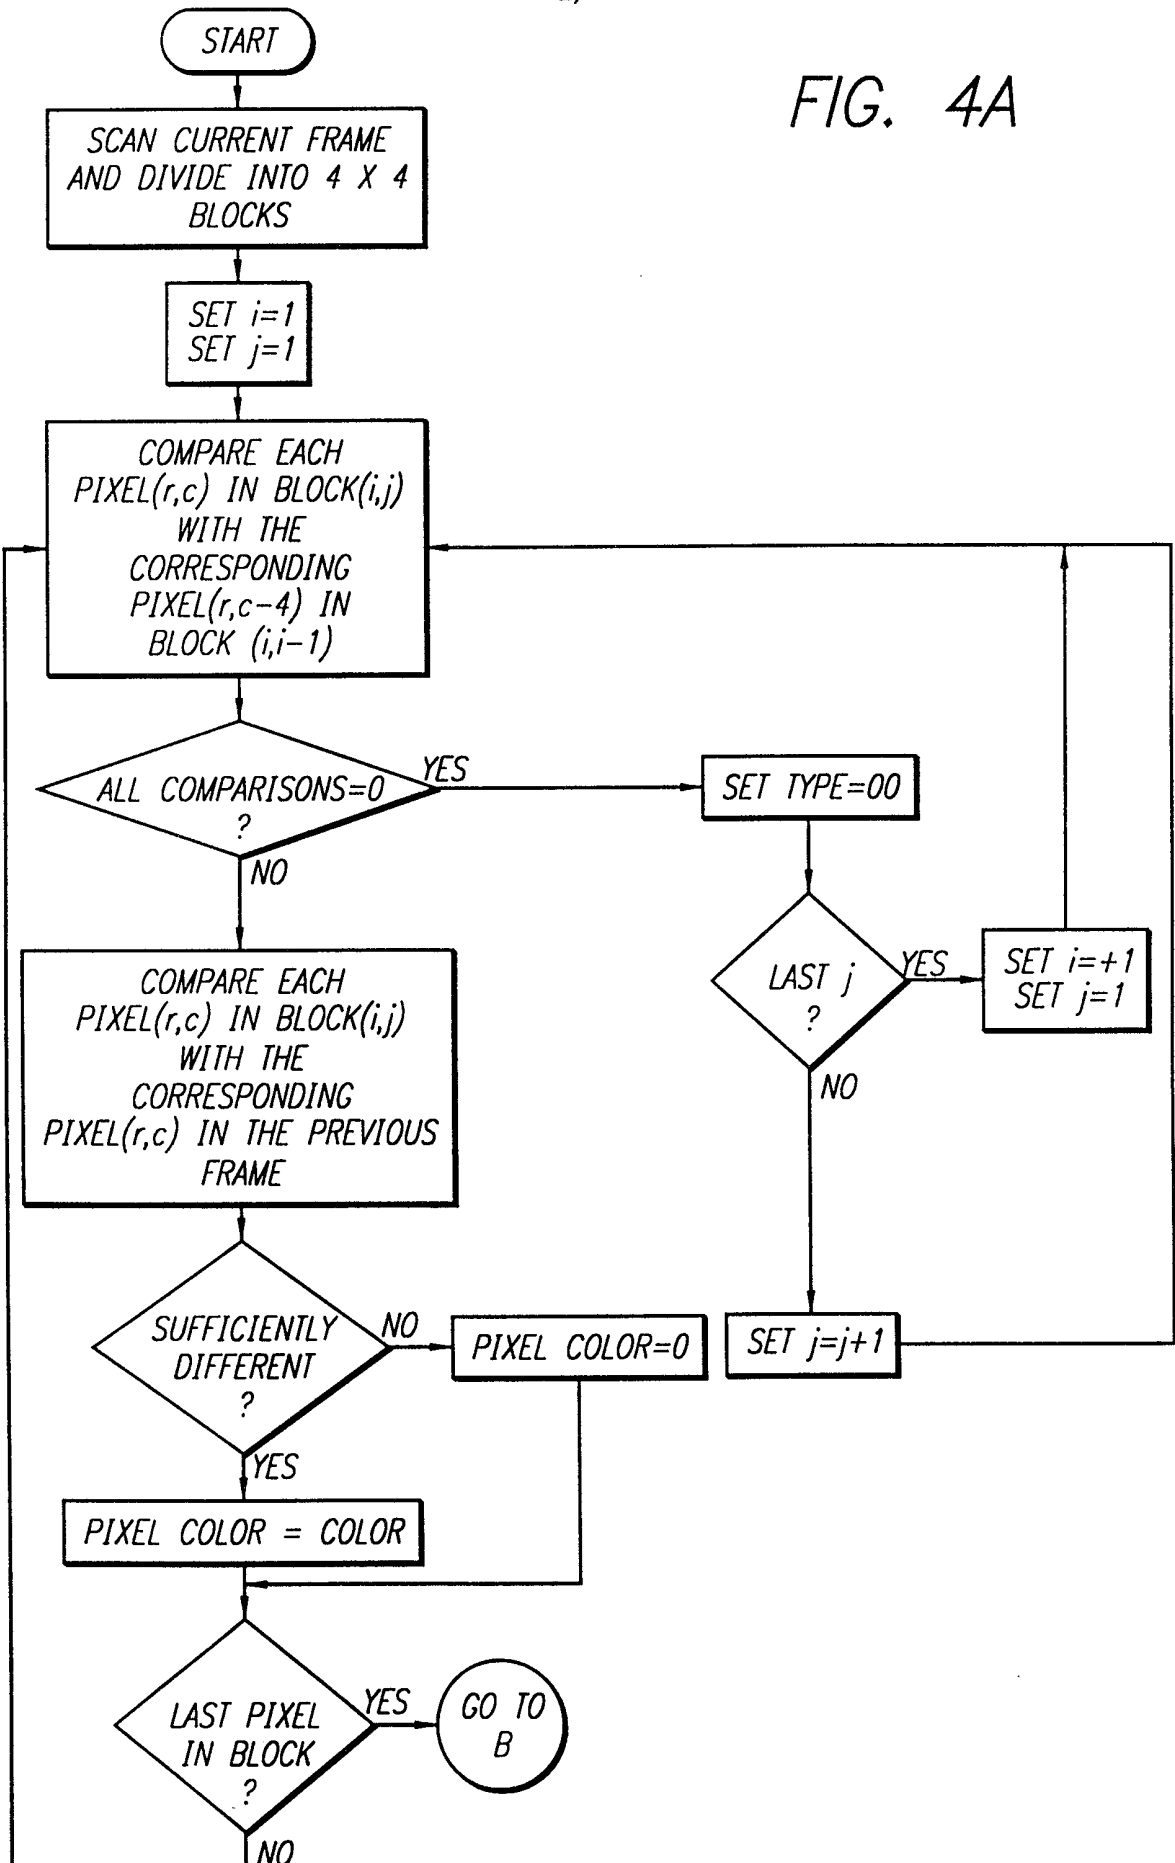 FIG. 4A
START
SCAN CURRENT FRAME
AND DIVIDE INTO 4 X 4
BLOCKS
SET i=1
SET j=1
COMPARE EACH
PIXEL(r,c) IN BLOCK(i,j)
WITH THE
CORRESPONDING
PIXEL(r,c-4) IN
BLOCK (i,i-1)
ALL COMPARISONS=0
?
YES
NO
SET TYPE=00
LAST j
?
YES
NO
SET i=+1
SET j=1
SET j=j+1
COMPARE EACH
PIXEL(r,c) IN BLOCK(i,j)
WITH THE
CORRESPONDING
PIXEL(r,c) IN THE PREVIOUS
FRAME
SUFFICIENTLY
DIFFERENT
?
NO
PIXEL COLOR=0
YES
PIXEL COLOR = COLOR
LAST PIXEL
IN BLOCK
?
YES
GO TO
B
NO